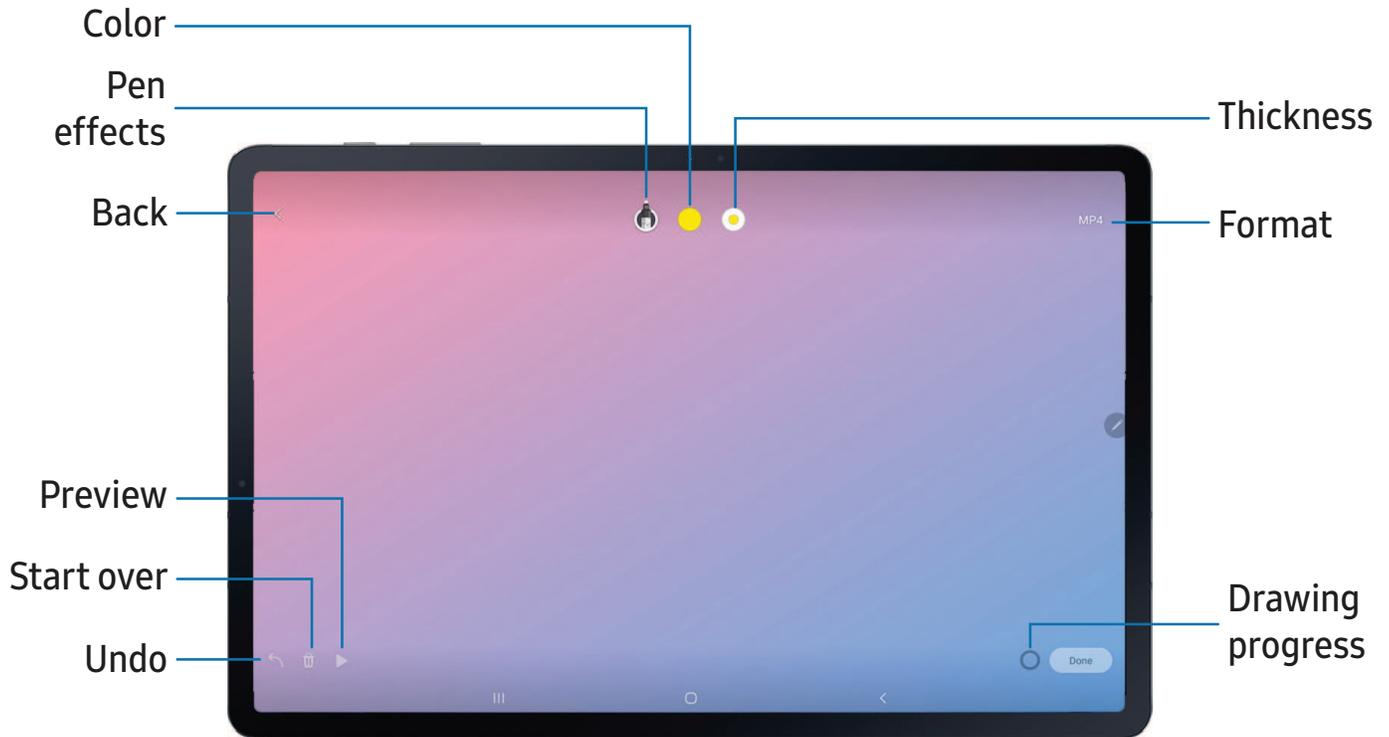 Color
Pen
effects
Thickness
Back
MP4
Format
Preview
Start over
Drawing
progress
Undo
Done